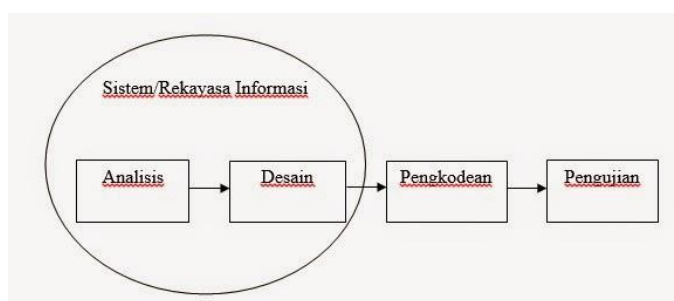 Sistem/Rekayasa Informasi
Analisis
Desain
Pengkodean
Pengujian